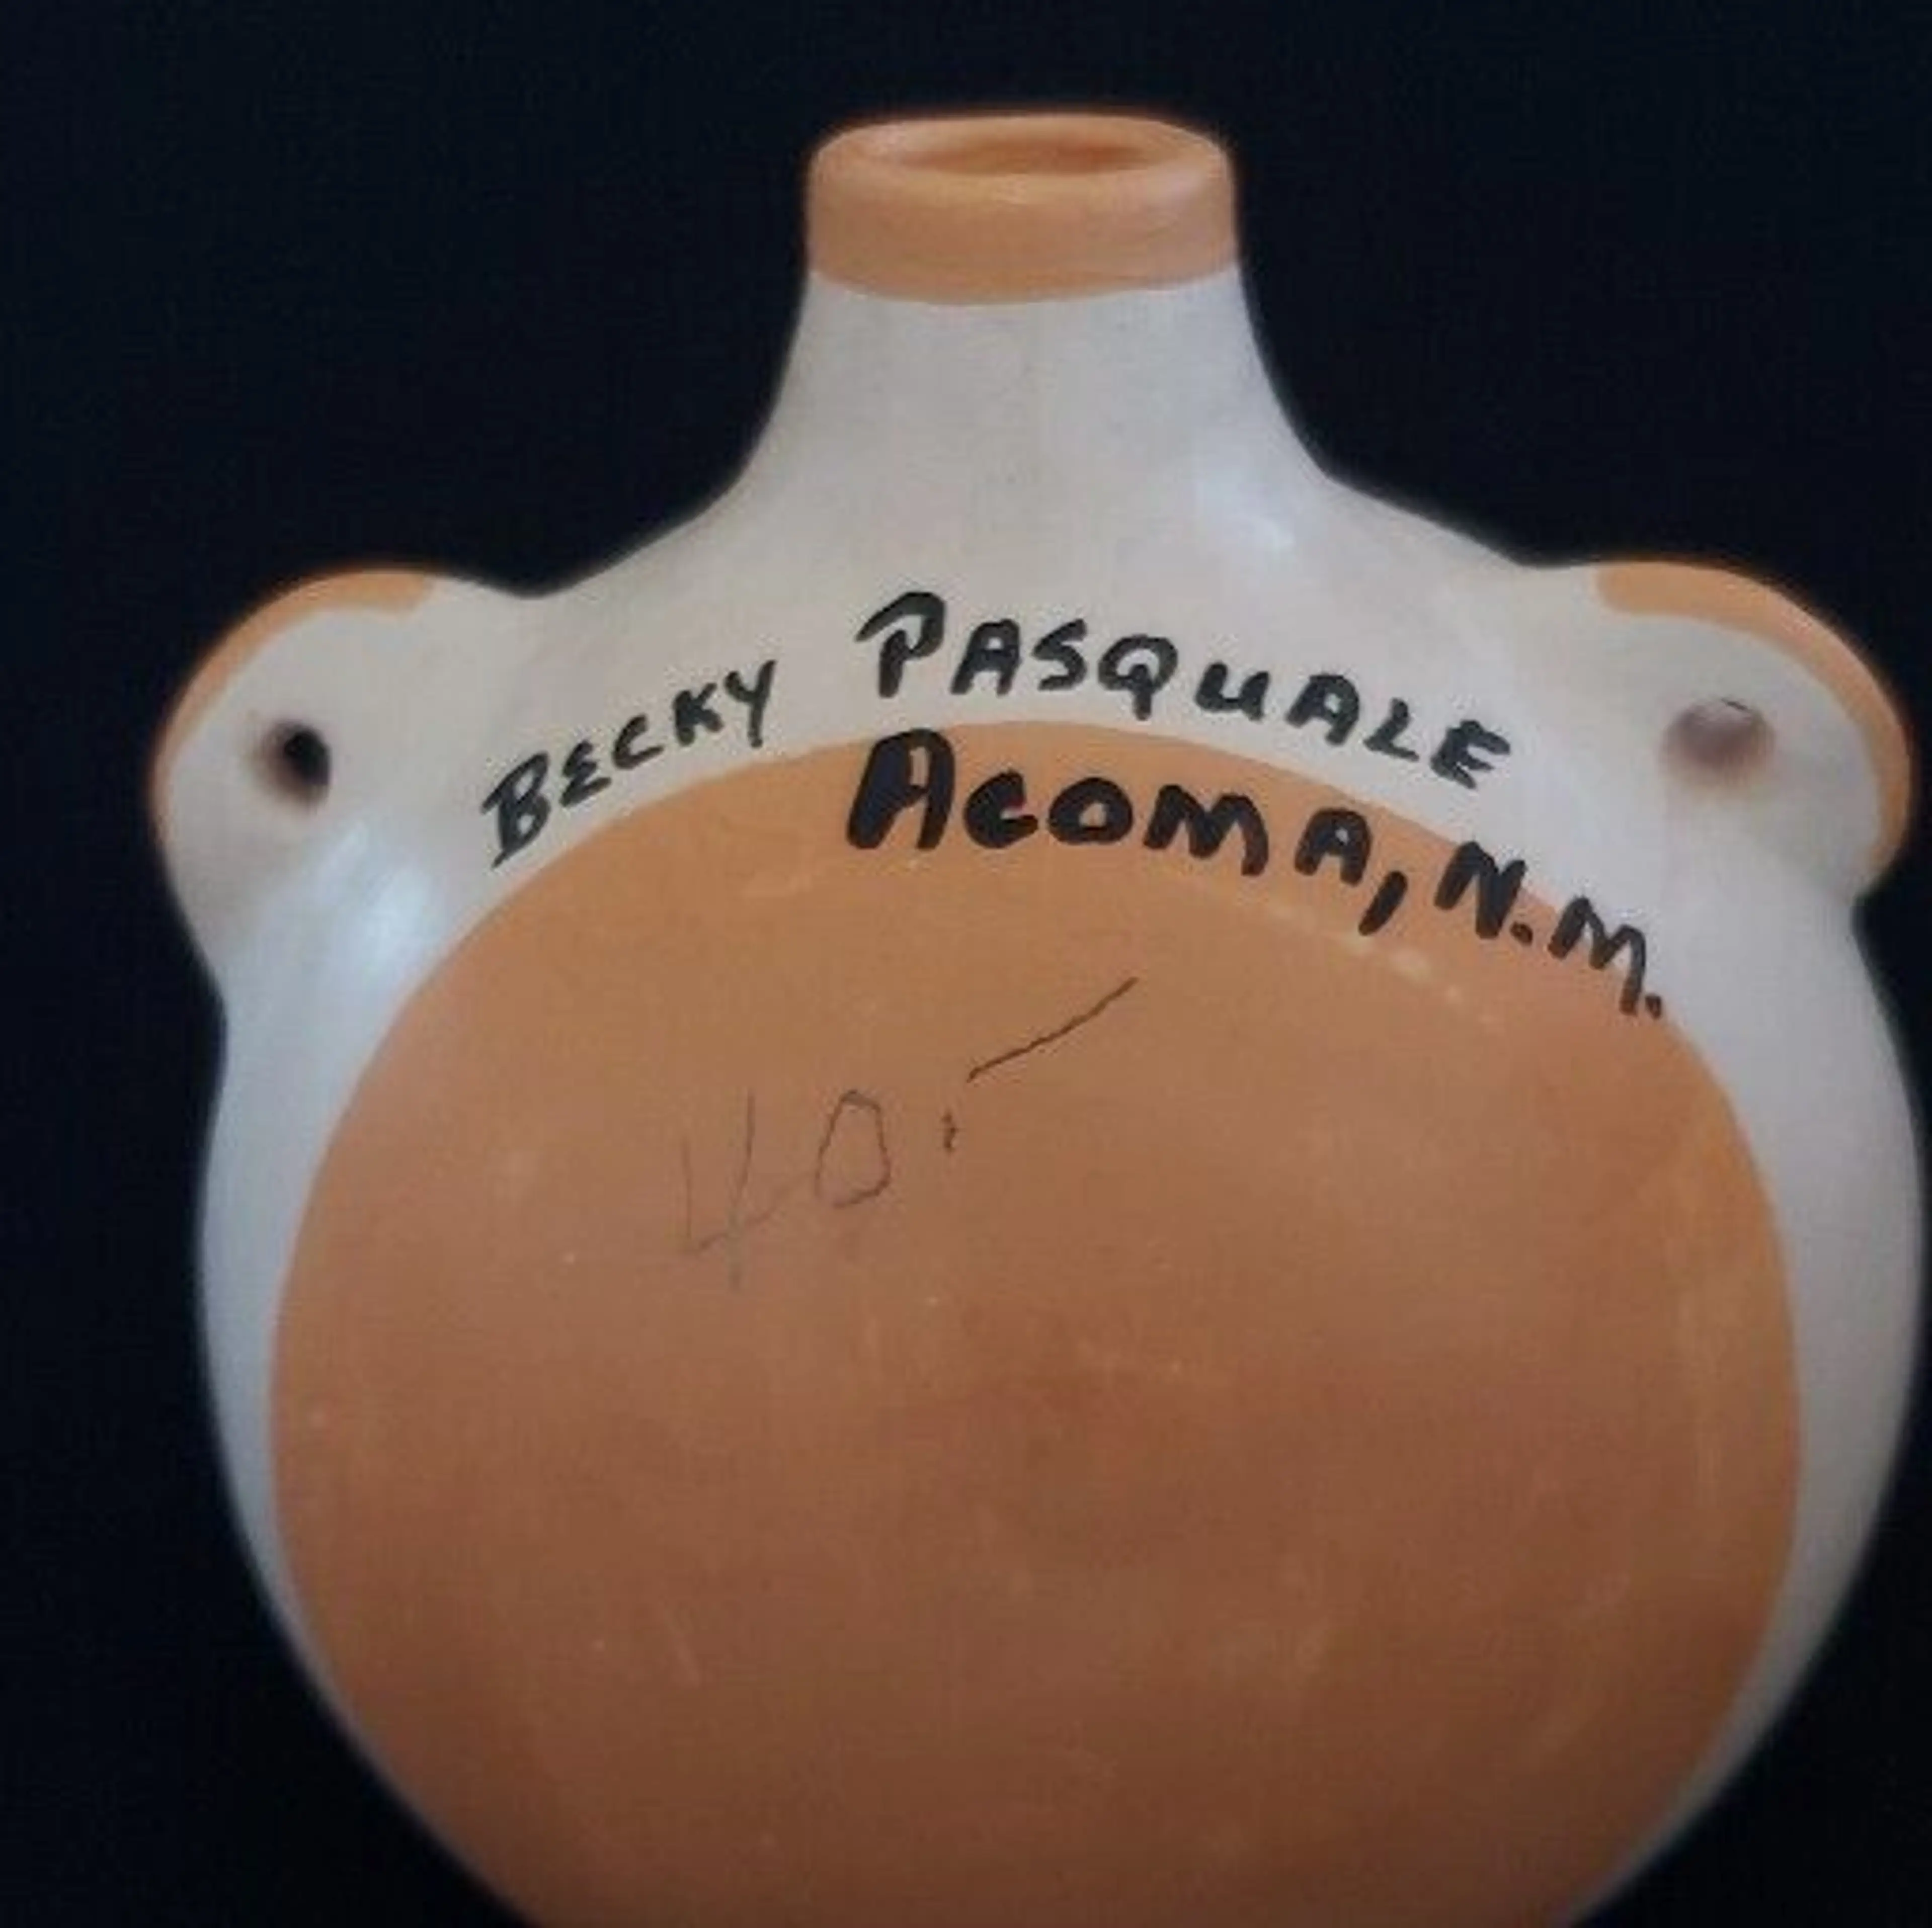 BECKY PASQUALE
ACOMA, N.M.
40.—